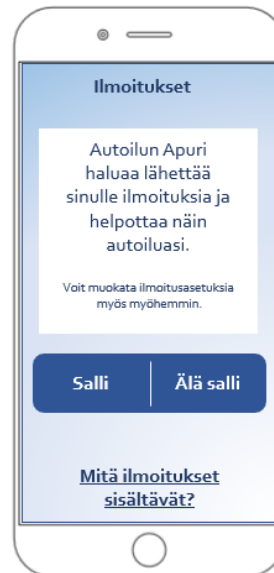 Ilmoitukset
Autoilun Apuri
haluaa lähettää
sinulle ilmoituksia ja
helpottaa näin
autoiluasi.
Voit muokata ilmoitusasetuksia
myös myöhemmin.
Salli
Älä salli
Mitä ilmoitukset
sisältävät?